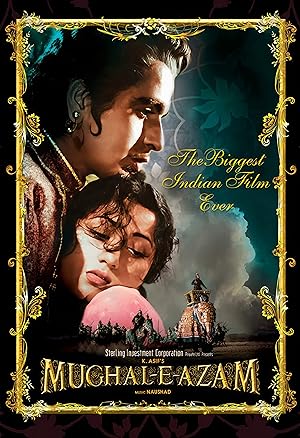 The Biggest
Indian Film
Ever
Sterling Investment Corporation
K. ASIF'S
MUGHAL-E-AZAM
MUSIC NAUSHAD